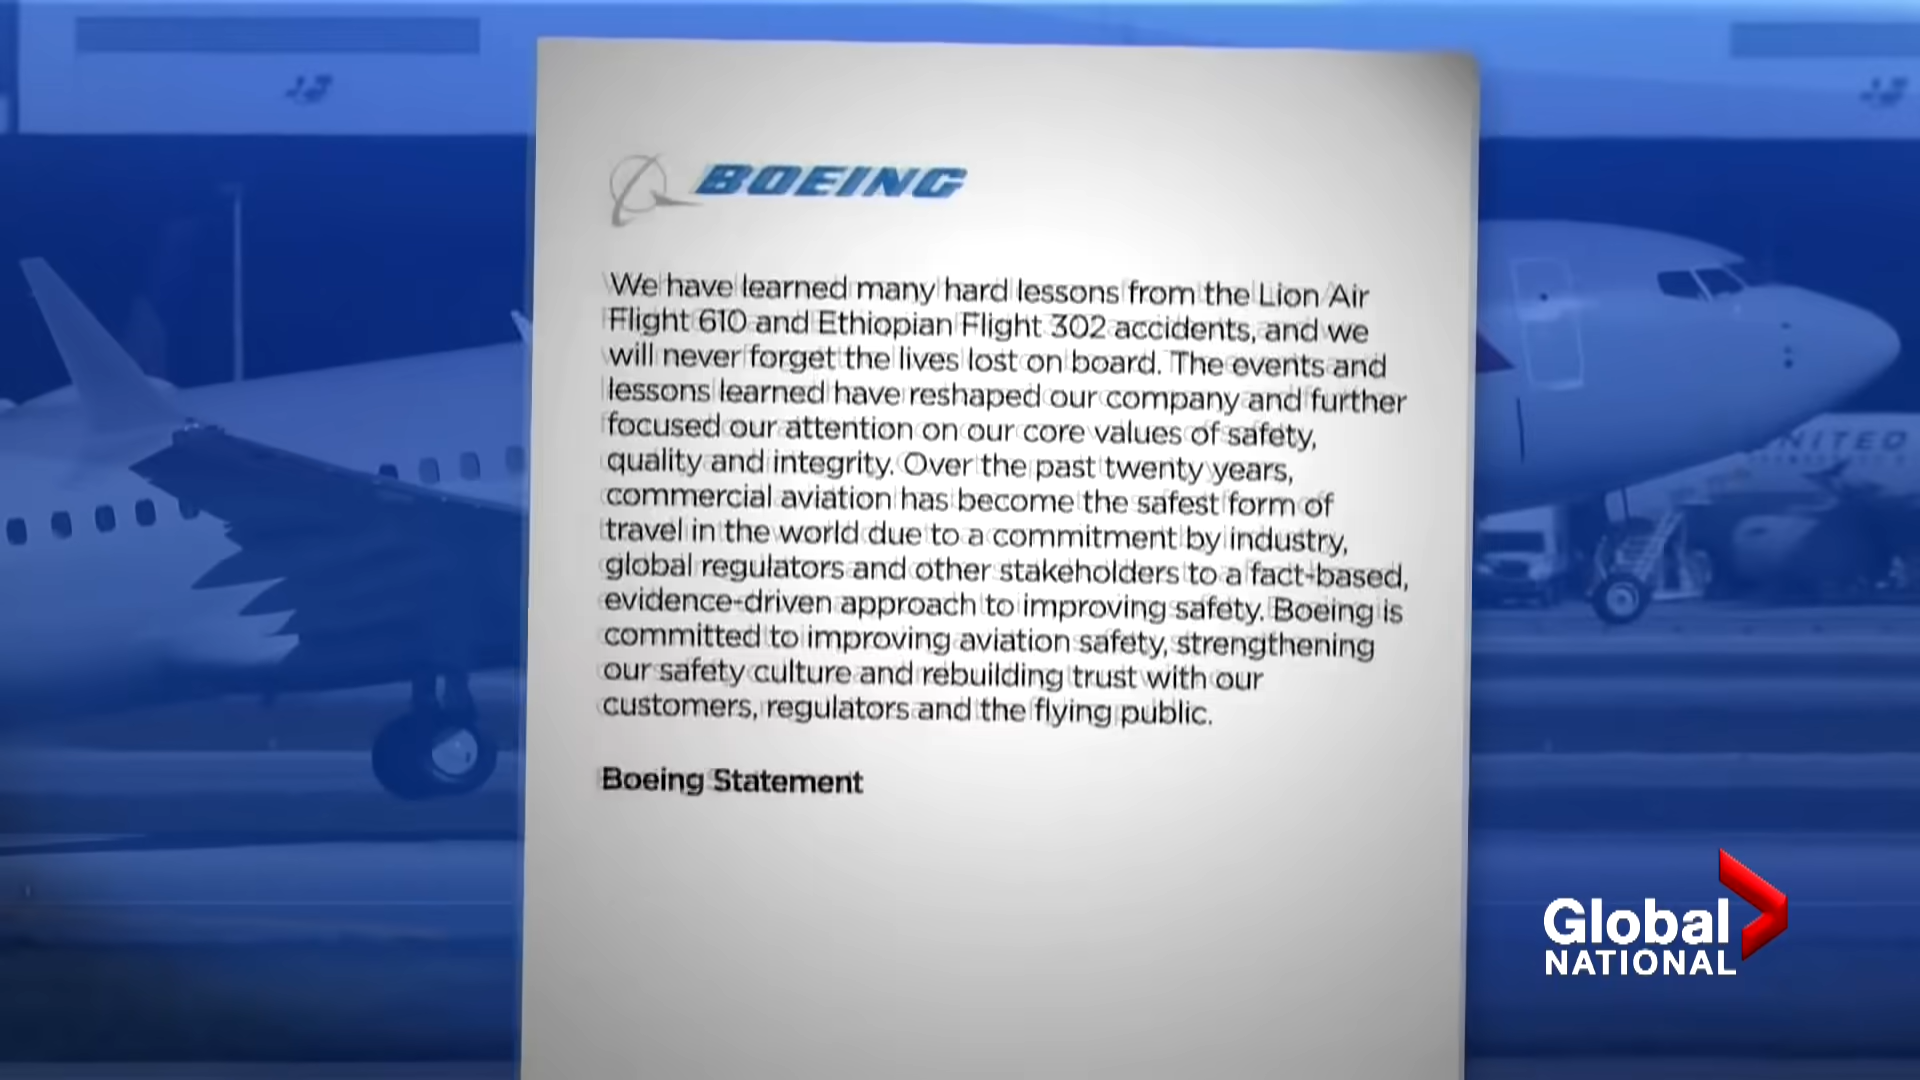 BOEING
We have learned many hard lessons from the Lion Air
Flight 610 and Ethiopian Flight 302 accidents, and we
will never forget the lives lost on board. The events and
lessons learned have reshaped our company and further
focused our attention on our core values of safety,
quality and integrity. Over the past twenty years,
commercial aviation has become the safest form of
travel in the world due to a commitment by industry,
global regulators and other stakeholders to a fact-based,
evidence-driven approach to improving safety. Boeing is
committed to improving aviation safety, strengthening
our safety culture and rebuilding trust with our
customers, regulators and the flying public.
Boeing Statement
Global
NATIONAL